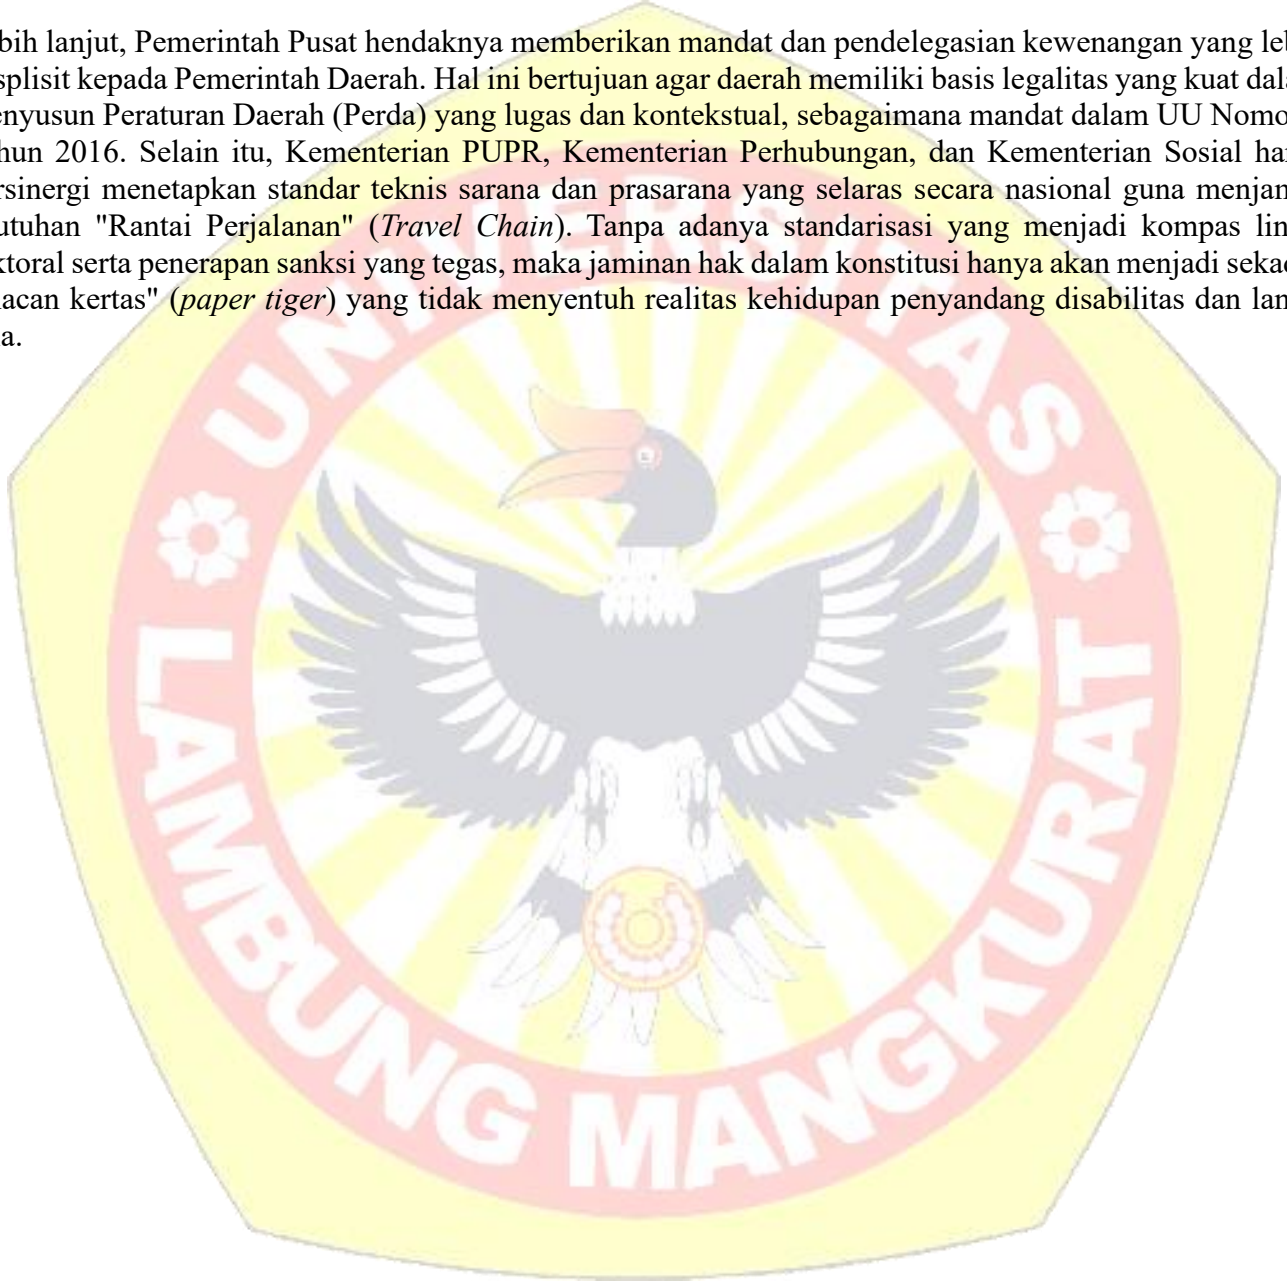 bih lanjut, Pemerintah Pusat hendaknya memberikan mandat dan pendelegasian kewenangan yang leb
splisit kepada Pemerintah Daerah. Hal ini bertujuan agar daerah memiliki basis legalitas yang kuat dala
enyusun Peraturan Daerah (Perda) yang lugas dan kontekstual, sebagaimana mandat dalam UU Nomo
hun 2016. Selain itu, Kementerian PUPR, Kementerian Perhubungan, dan Kementerian Sosial har
rsinergi menetapkan standar teknis sarana dan prasarana yang selaras secara nasional guna menjam
utuhan "Rantai Perjalanan" (Travel Chain). Tanpa adanya standarisasi yang menjadi kompas lin
ktoral serta penerapan sanksi yang tegas, maka jaminan hak dalam konstitusi hanya akan menjadi sekad
acan kertas" (paper tiger) yang tidak menyentuh realitas kehidupan penyandang disabilitas dan lan
ia.
UNIVERSITAS
LAMBUNG MANGKURAT